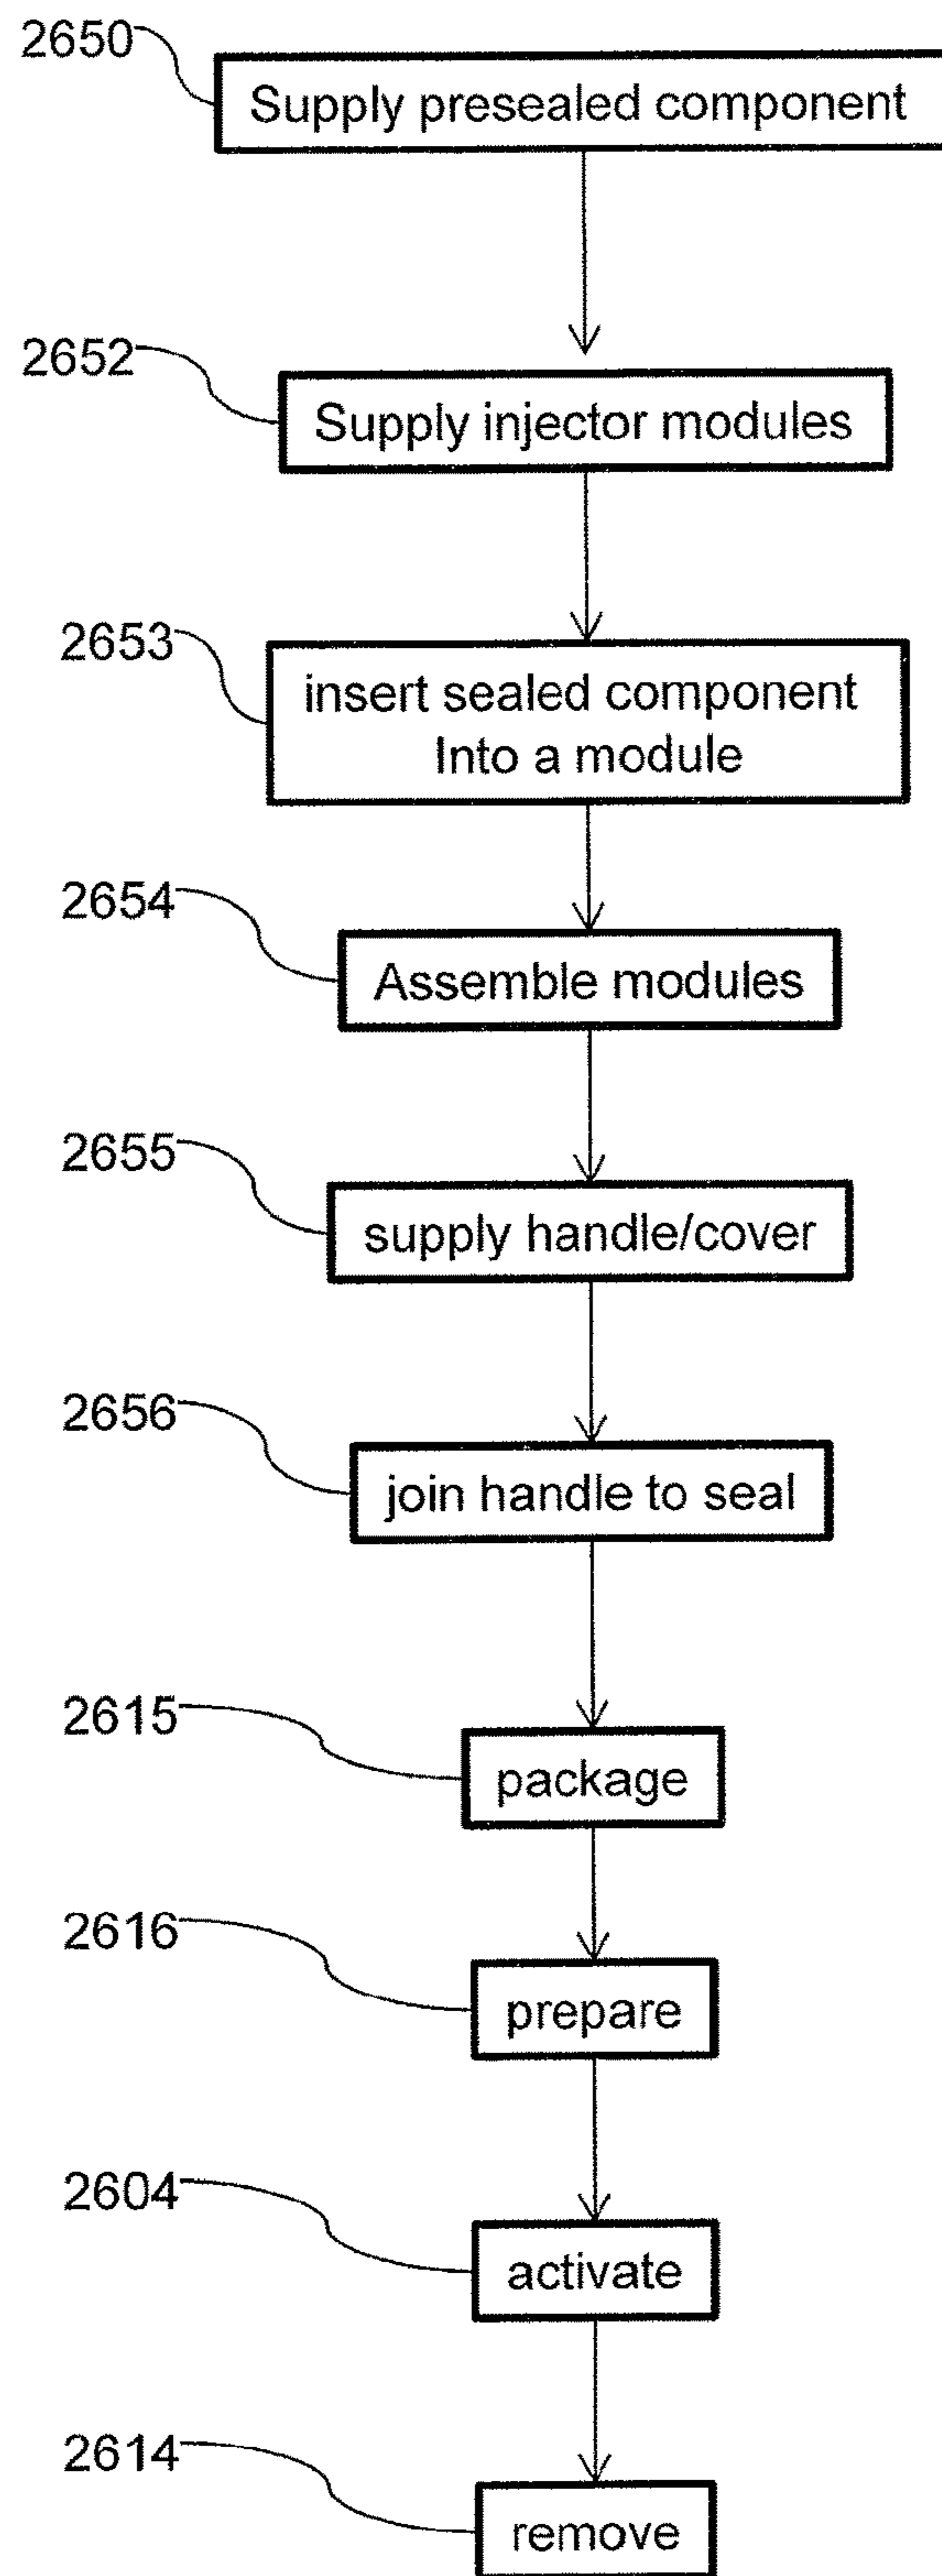 2650
Supply presealed component
2652
Supply injector modules
2653
insert sealed component
Into a module
2654
Assemble modules
2655
supply handle/cover
2656
join handle to seal
2615
package
2616
prepare
2604
activate
2614
remove